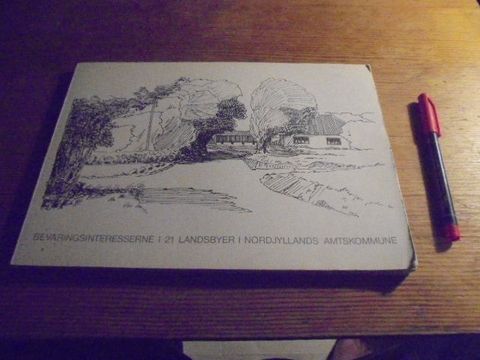 BEVARINGSINTERESSERNE I 21 LANDSBYER I NORDJYLLANDS AMTSKOMMUNE